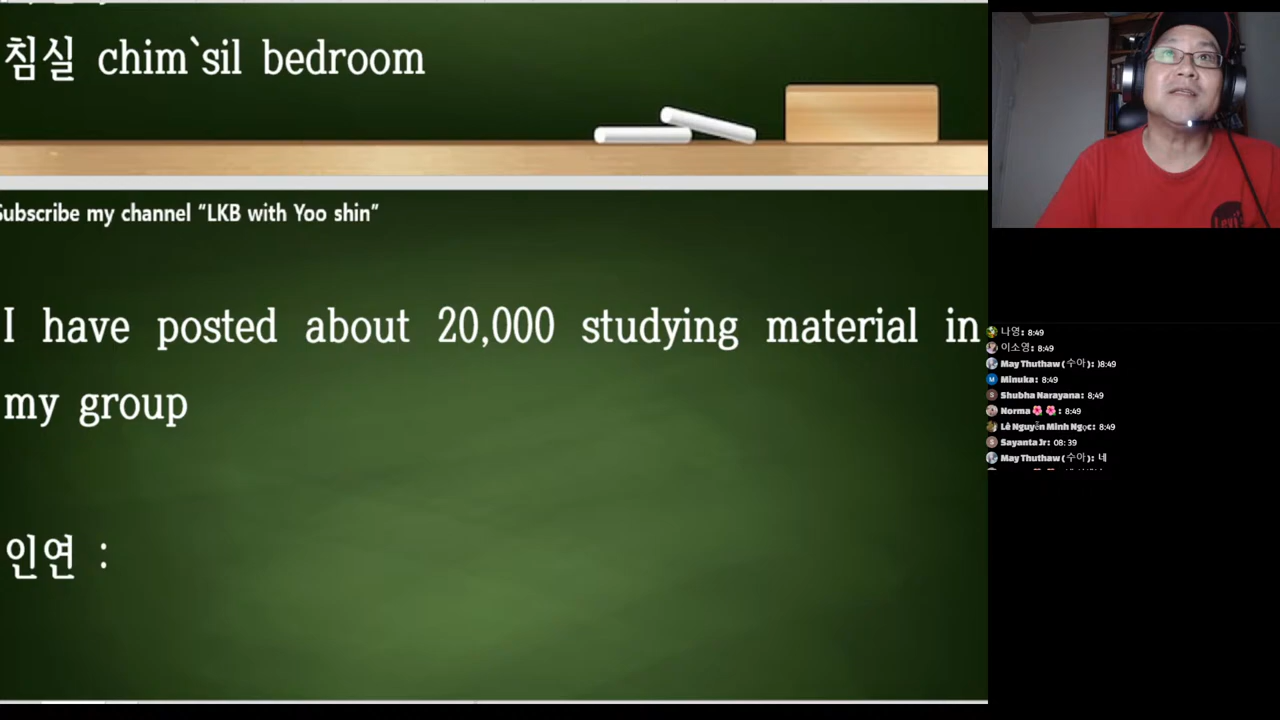 침실 chim`sil bedroom
Subscribe my channel “LKB with Yoo shin”
I have posted about 20,000 studying material in
my group
인연 :
나영: 8:49
이소영: 8:49
May Thuthaw ( 수아 ): )8:49
Minuka: 8:49
Shubha Narayana: 8;49
Norma 🌺 🌺 : 8:49
Lê Nguyễn Minh Ngọc: 8:49
Sayanta Jr: 08: 39
May Thuthaw ( 수아 ): 네